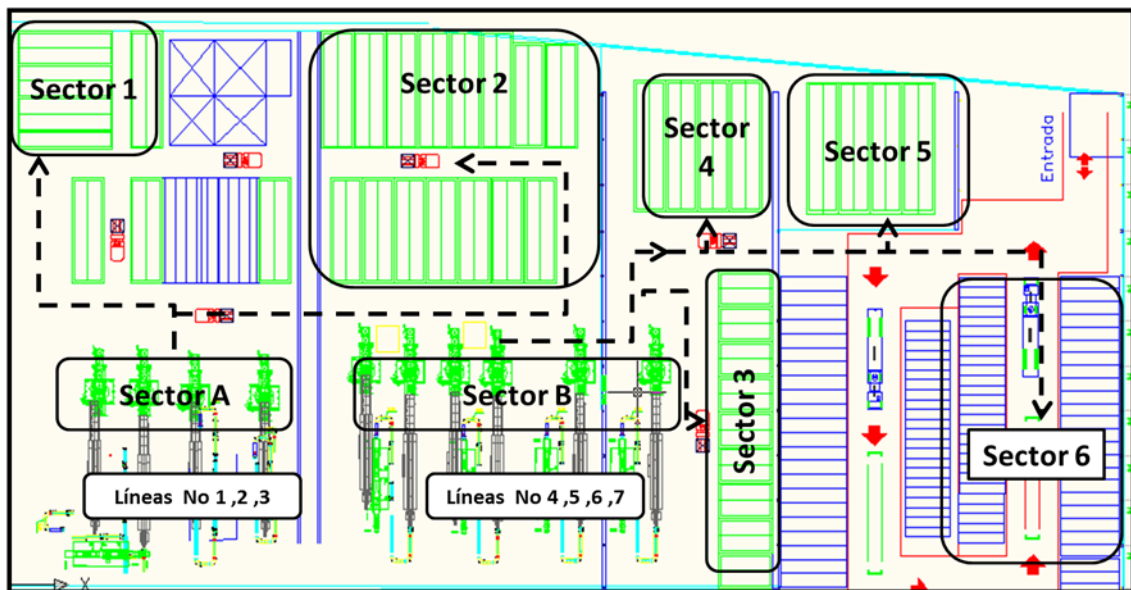 Sector 1
Sector 2
Sector
4
Sector 5
Entrada
Sector A
Sector B
Sector 3
Sector 6
Líneas No 1 ,2 ,3
Líneas No 4 ,5 ,6 ,7
X